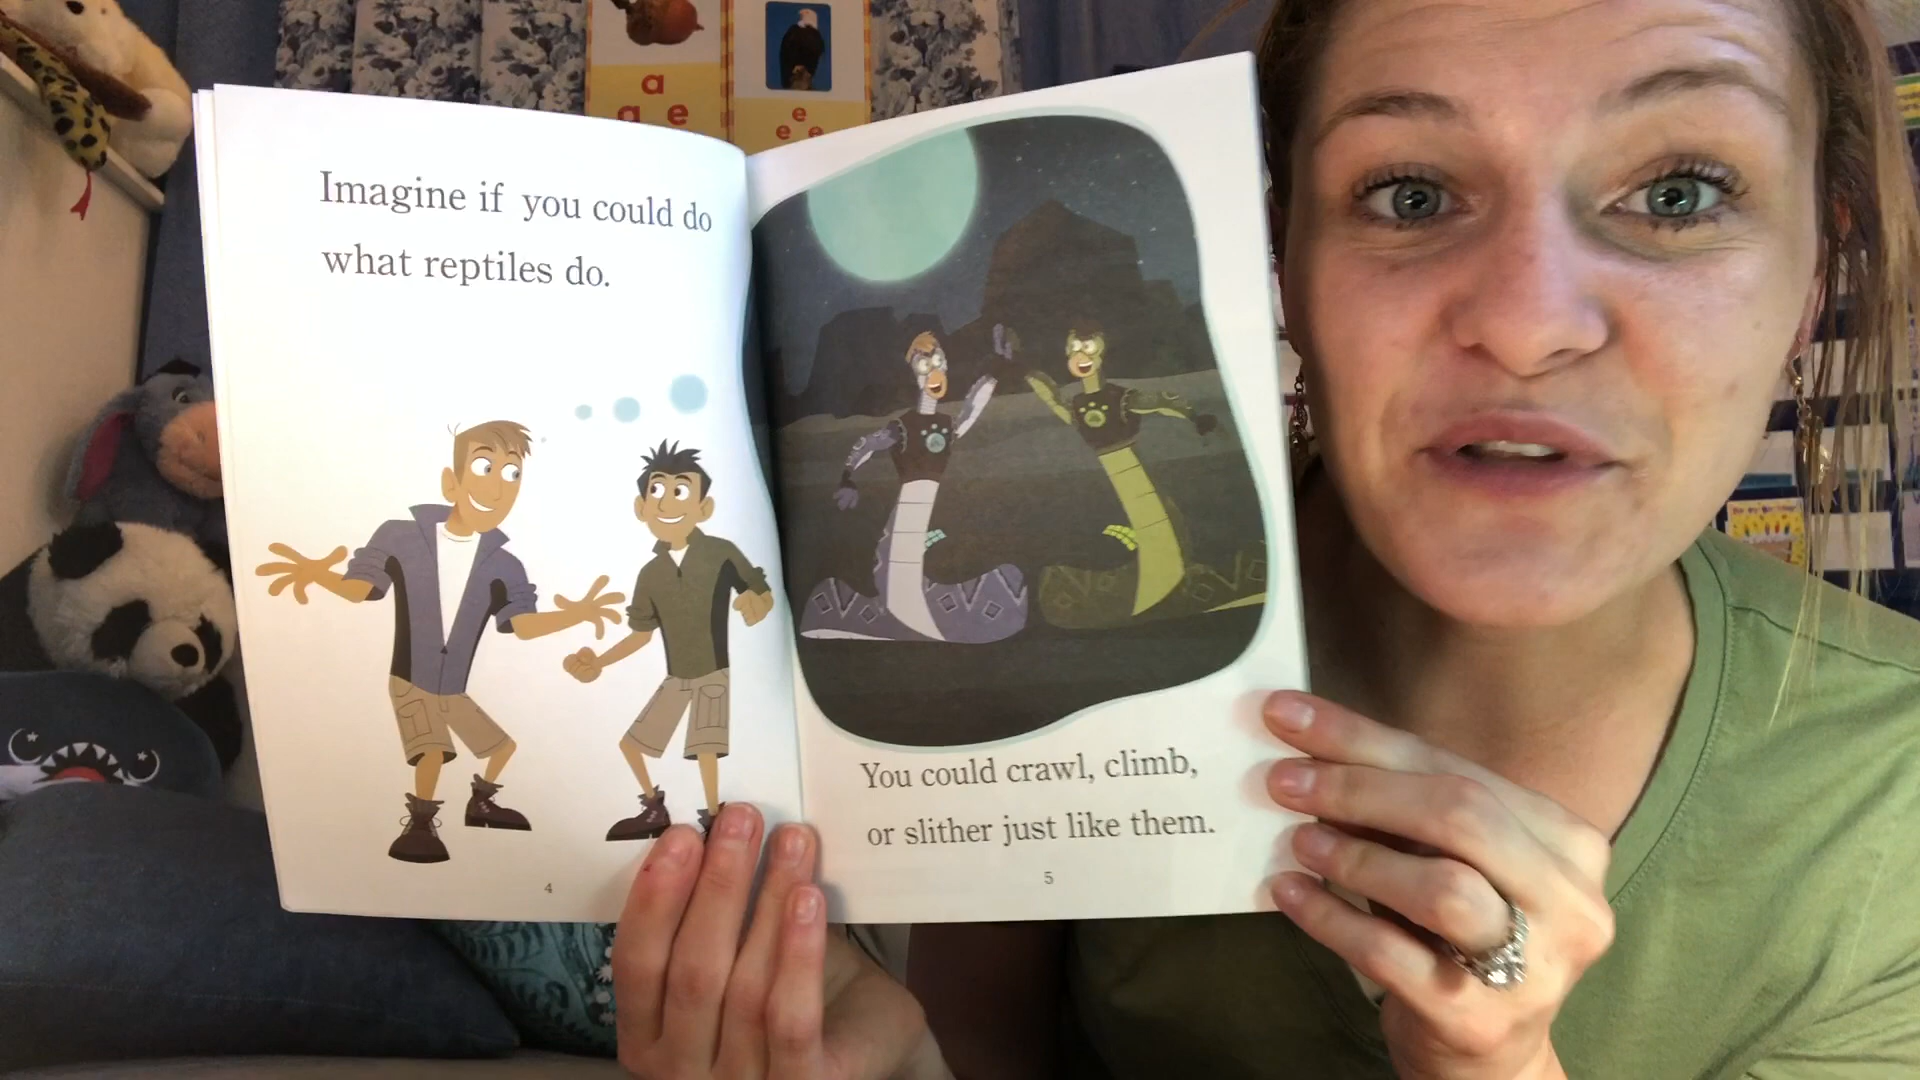 a
a e
e
e e
Imagine if you could do
what reptiles do.
4
You could crawl, climb,
or slither just like them.
5